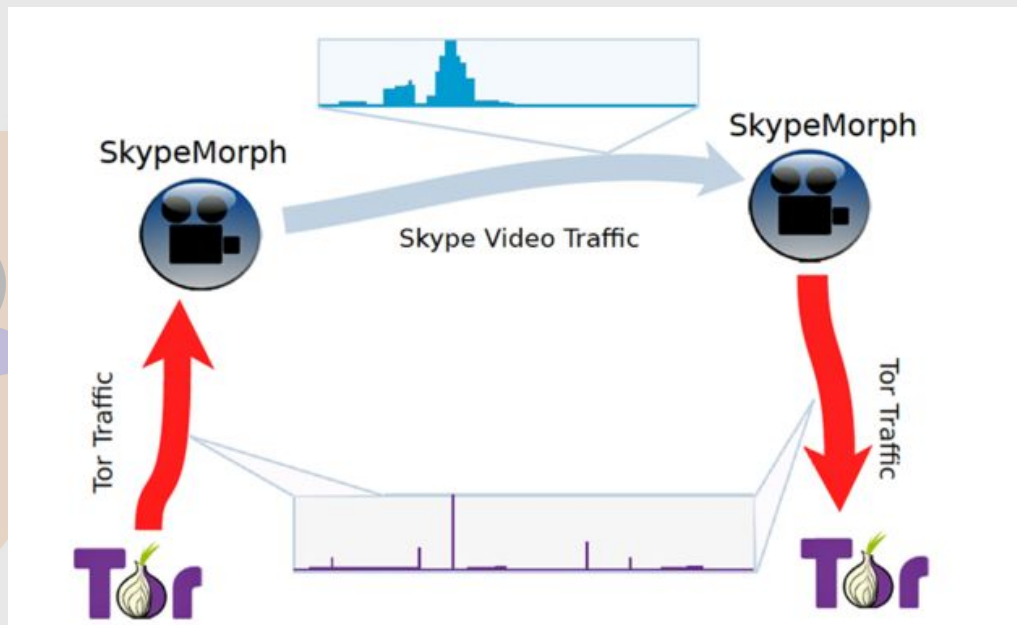 SkypeMorph
SkypeMorph
Skype Video Traffic
Tor Traffic
Tor Traffic
Tor
Tor